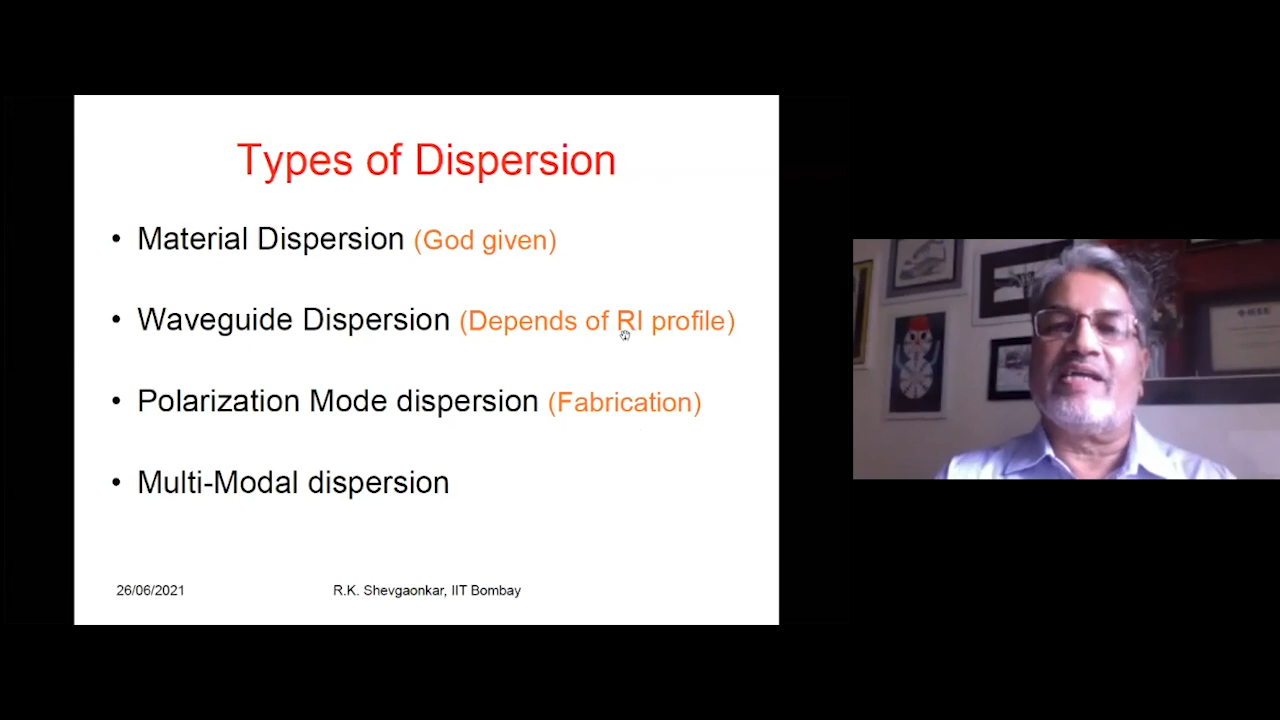 Types of Dispersion
• Material Dispersion (God given)
• Waveguide Dispersion (Depends of RI profile)
• Polarization Mode dispersion (Fabrication)
• Multi-Modal dispersion
26/06/2021 R.K. Shevgaonkar, IIT Bombay